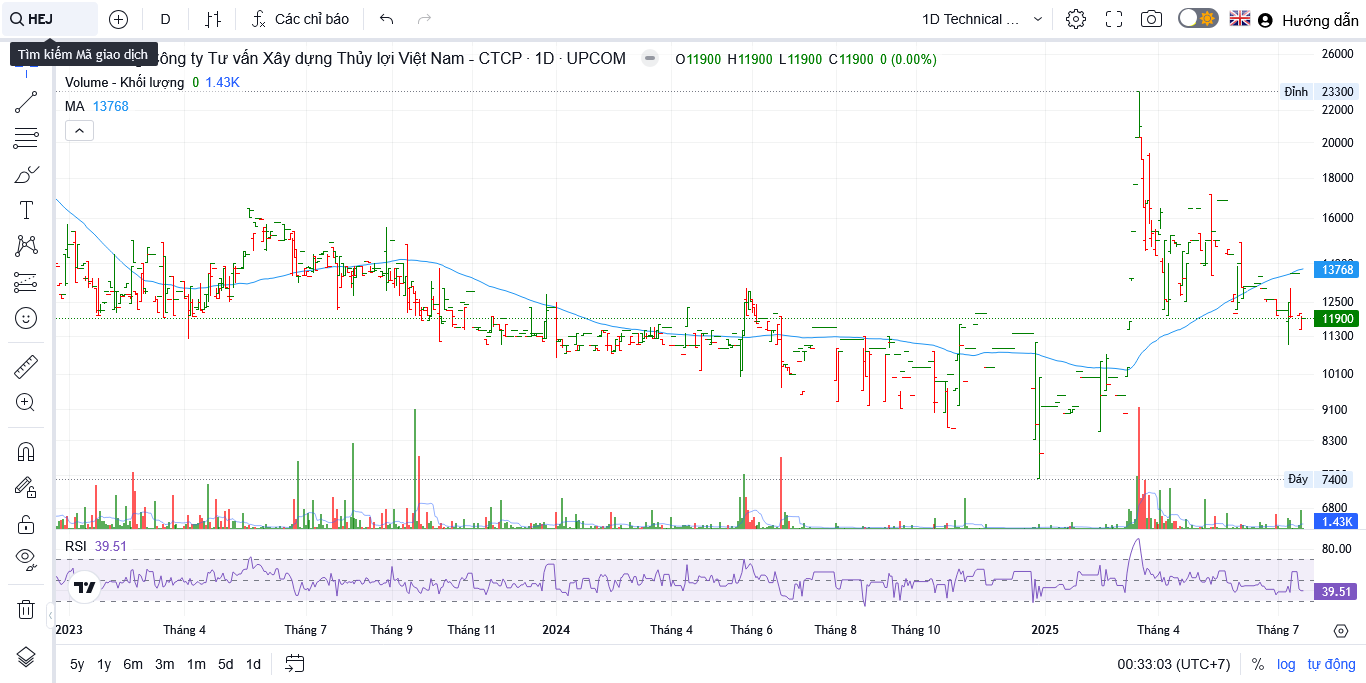 HEJ
D
Các chỉ báo
1D Technical ...
Hướng dẫn
Tìm kiếm Mã giao dịch
ông ty Tư vấn Xây dựng Thủy lợi Việt Nam - CTCP · 1D · UPCOM
O11900 H11900 L11900 C11900 0 (0.00%)
Volume - Khối lượng 0 1.43K
MA 13768
26000
Đỉnh 23300
22000
20000
18000
16000
13768
12500
11900
11300
10100
9100
8300
Đáy 7400
6800
1.43K
RSI 39.51
80.00
39.51
2023 Tháng 4 Tháng 7 Tháng 9 Tháng 11 2024 Tháng 4 Tháng 6 Tháng 8 Tháng 10 2025 Tháng 4 Tháng 7
5y 1y 6m 3m 1m 5d 1d
00:33:03 (UTC+7) % log tự động